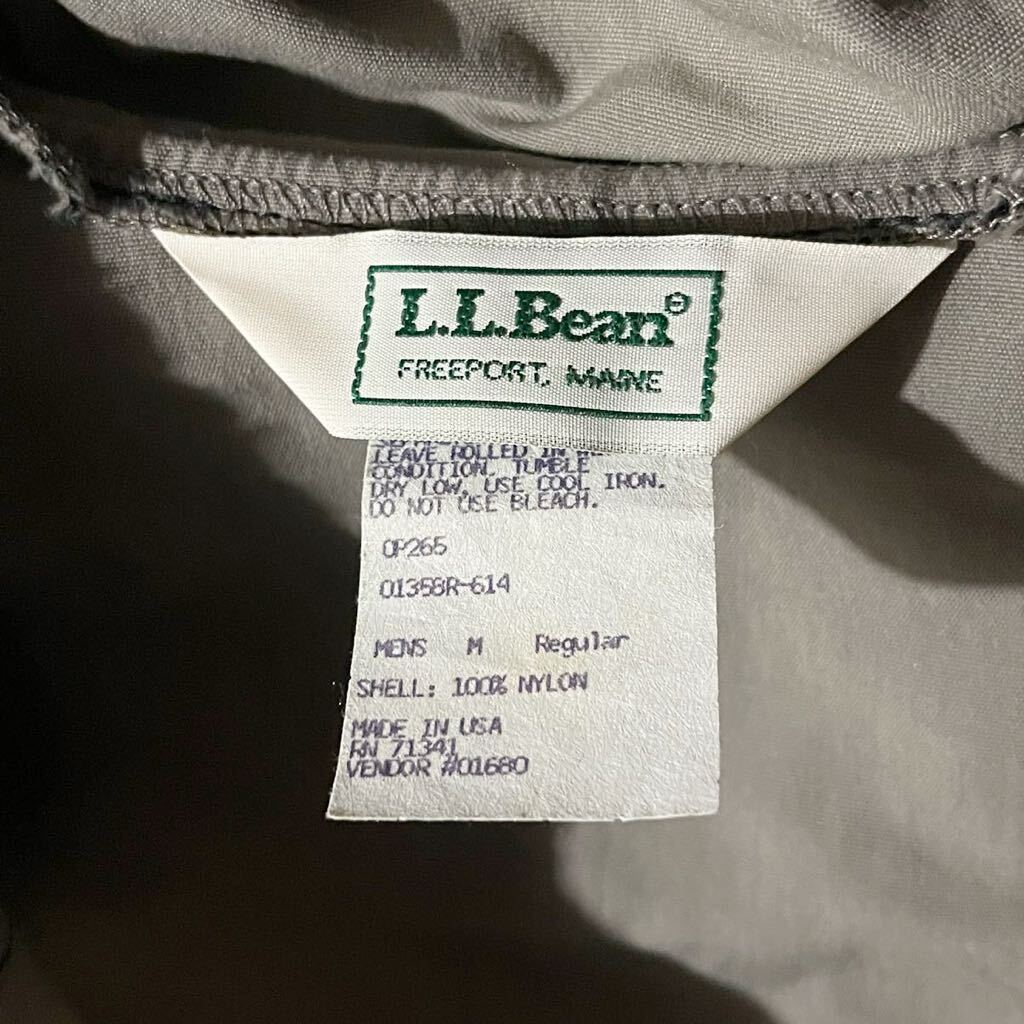 L.L.Bean®
FREEPORT, MAINE
LEAVE ROLLED IN
CONDITION. TUMBLE
DRY LOW, USE COOL IRON.
DO NOT USE BLEACH.
OP265
01358R-614
MENS M Regular
SHELL: 100% NYLON
MADE IN USA
RN 71341
VENDOR #01680